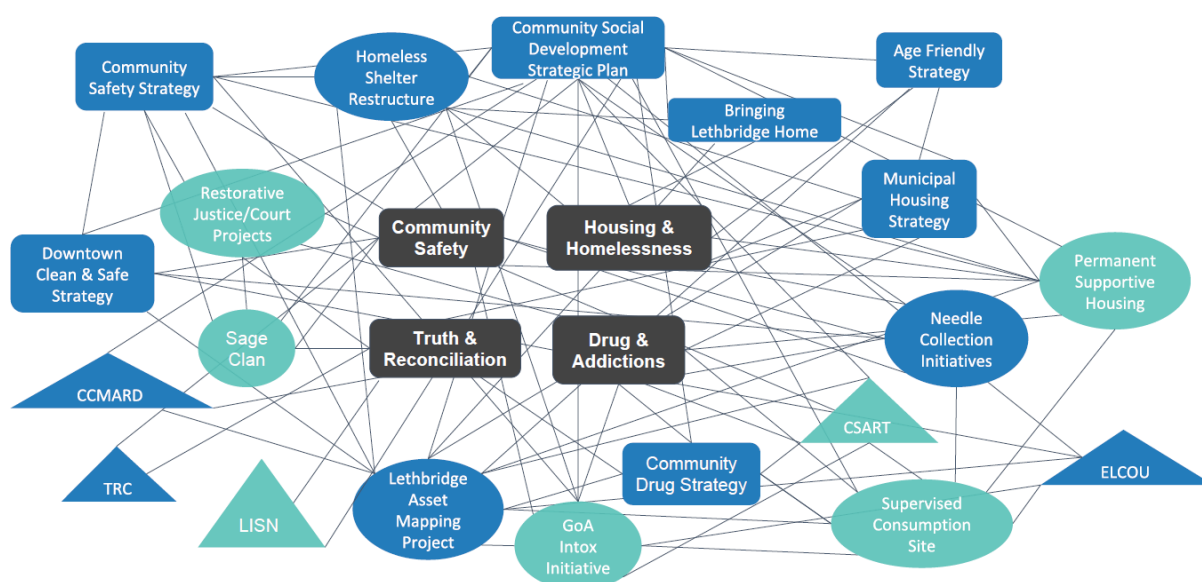 Community Social
Development
Strategic Plan
Homeless
Shelter
Restructure
Community
Safety Strategy
Age Friendly
Strategy
Bringing
Lethbridge Home
Restorative
Justice/Court
Projects
Municipal
Housing
Strategy
Community
Safety
Housing &
Homelessness
Downtown
Clean & Safe
Strategy
Permanent
Supportive
Housing
Sage
Clan
Truth &
Reconciliation
Drug &
Addictions
Needle
Collection
Initiatives
CCMARD
CSART
TRC
LISN
Lethbridge
Asset
Mapping
Project
Community
Drug Strategy
ELCOU
GoA
Intox
Initiative
Supervised
Consumption
Site